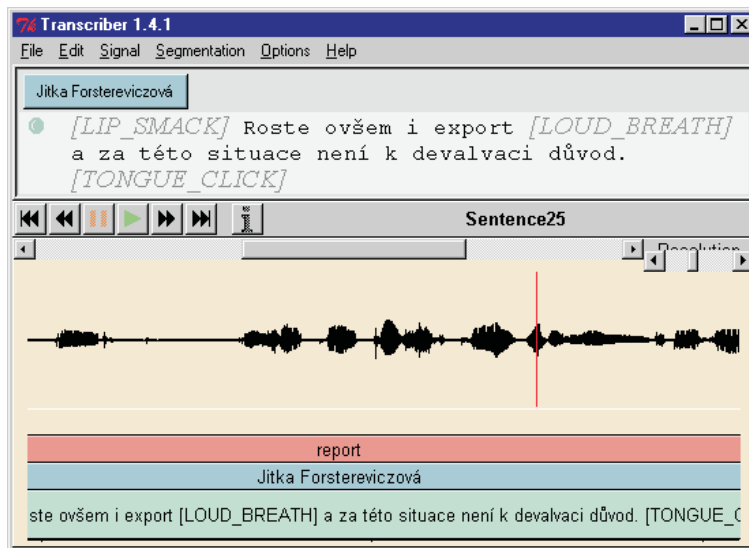 Transcriber 1.4.1
File Edit Signal Segmentation Options Help
Jitka Forstereviczová
[LIP_SMACK] Roste ovšem i export [LOUD_BREATH]
a za této situace není k devalvaci důvod.
[TONGUE_CLICK]
Sentence25
Resolution
report
Jitka Forstereviczová
ste ovšem i export [LOUD_BREATH] a za této situace není k devalvaci důvod. [TONGUE_C